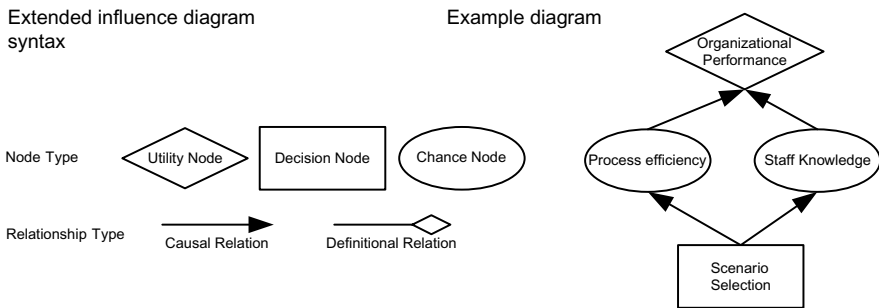 Extended influence diagram
syntax
Example diagram
Organizational
Performance
Node Type
Utility Node
Decision Node
Chance Node
Process efficiency
Staff Knowledge
Relationship Type
Causal Relation
Definitional Relation
Scenario
Selection